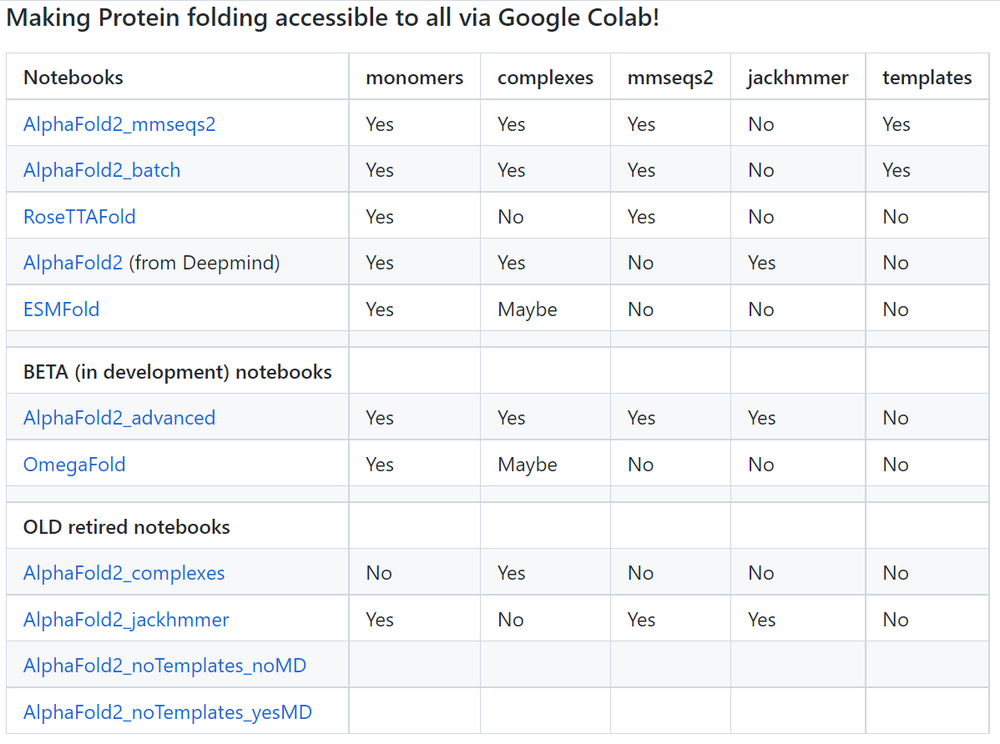 Making Protein folding accessible to all via Google Colab!
Notebooks monomers complexes mmseqs2 jackhmmer templates
AlphaFold2_mmseqs2 Yes Yes Yes No Yes
AlphaFold2_batch Yes Yes Yes No Yes
RoseTTAFold Yes No Yes No No
AlphaFold2 (from Deepmind) Yes Yes No Yes No
ESMFold Yes Maybe No No No
BETA (in development) notebooks
AlphaFold2_advanced Yes Yes Yes Yes No
OmegaFold Yes Maybe No No No
OLD retired notebooks
AlphaFold2_complexes No Yes No No No
AlphaFold2_jackhmmer Yes No Yes Yes No
AlphaFold2_noTemplates_noMD
AlphaFold2_noTemplates_yesMD